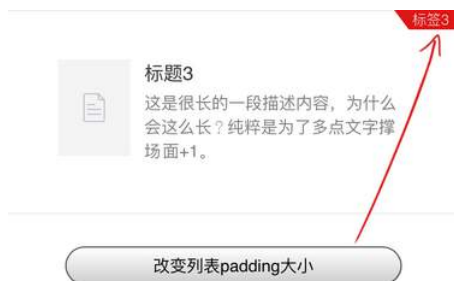 标签3
标题3
这是很长的一段描述内容，为什么
会这么长？纯粹是为了多点文字撑
场面+1。
改变列表padding大小